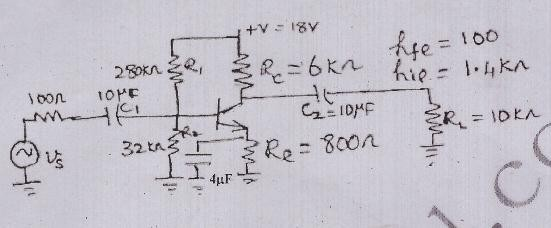 +V = 18V
hfe = 100
hie = 1.4kΩ
280kΩ R1
Rc = 6kΩ
100Ω
10µF
C1
C2 = 10µF
RL = 10kΩ
R2
32kΩ
Vs
Re = 800Ω
4µF